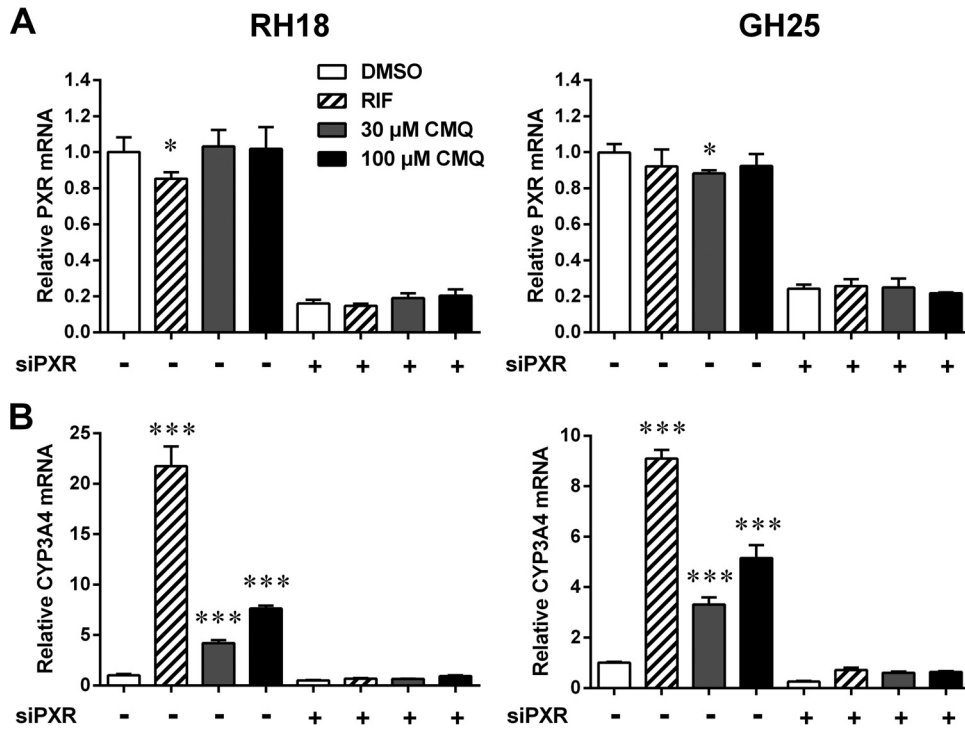 A
RH18
GH25
DMSO
RIF
30 µM CMQ
100 µM CMQ
Relative PXR mRNA
1.4
1.2
1.0
0.8
0.6
0.4
0.2
0.0
*
siPXR - - - - + + + +
Relative PXR mRNA
1.4
1.2
1.0
0.8
0.6
0.4
0.2
0.0
*
siPXR - - - - + + + +
B
Relative CYP3A4 mRNA
25
20
15
10
5
0
***
***
***
siPXR - - - - + + + +
Relative CYP3A4 mRNA
10
8
6
4
2
0
***
***
***
siPXR - - - - + + + +